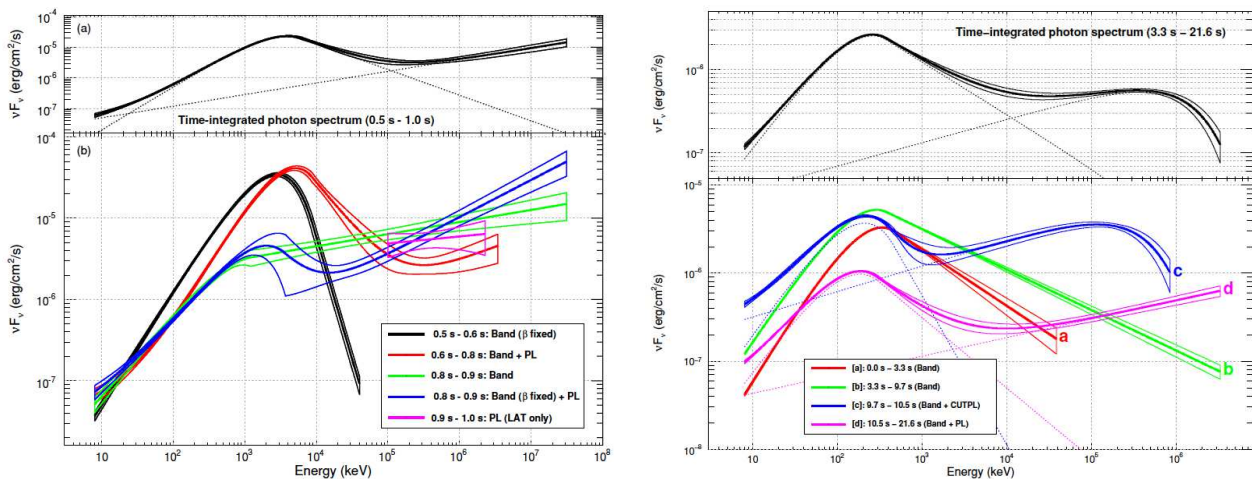 (a)
νFν (erg/cm²/s)
10⁻⁴
10⁻⁵
10⁻⁶
10⁻⁷
Time-integrated photon spectrum (0.5 s - 1.0 s)
(b)
νFν (erg/cm²/s)
10⁻⁴
10⁻⁵
10⁻⁶
10⁻⁷
0.5 s - 0.6 s: Band (β fixed)
0.6 s - 0.8 s: Band + PL
0.8 s - 0.9 s: Band
0.8 s - 0.9 s: Band (β fixed) + PL
0.9 s - 1.0 s: PL (LAT only)
10 10² 10³ 10⁴ 10⁵ 10⁶ 10⁷ 10⁸
Energy (keV)
Time–integrated photon spectrum (3.3 s – 21.6 s)
νFν (erg/cm²/s)
10⁻⁶
10⁻⁷
νFν (erg/cm²/s)
10⁻⁵
10⁻⁶
10⁻⁷
10⁻⁸
c
d
a
b
[a]: 0.0 – 3.3 s (Band)
[b]: 3.3 – 9.7 s (Band)
[c]: 9.7 – 10.5 s (Band + CUTPL)
[d]: 10.5 – 21.6 s (Band + PL)
10 10² 10³ 10⁴ 10⁵ 10⁶
Energy (keV)